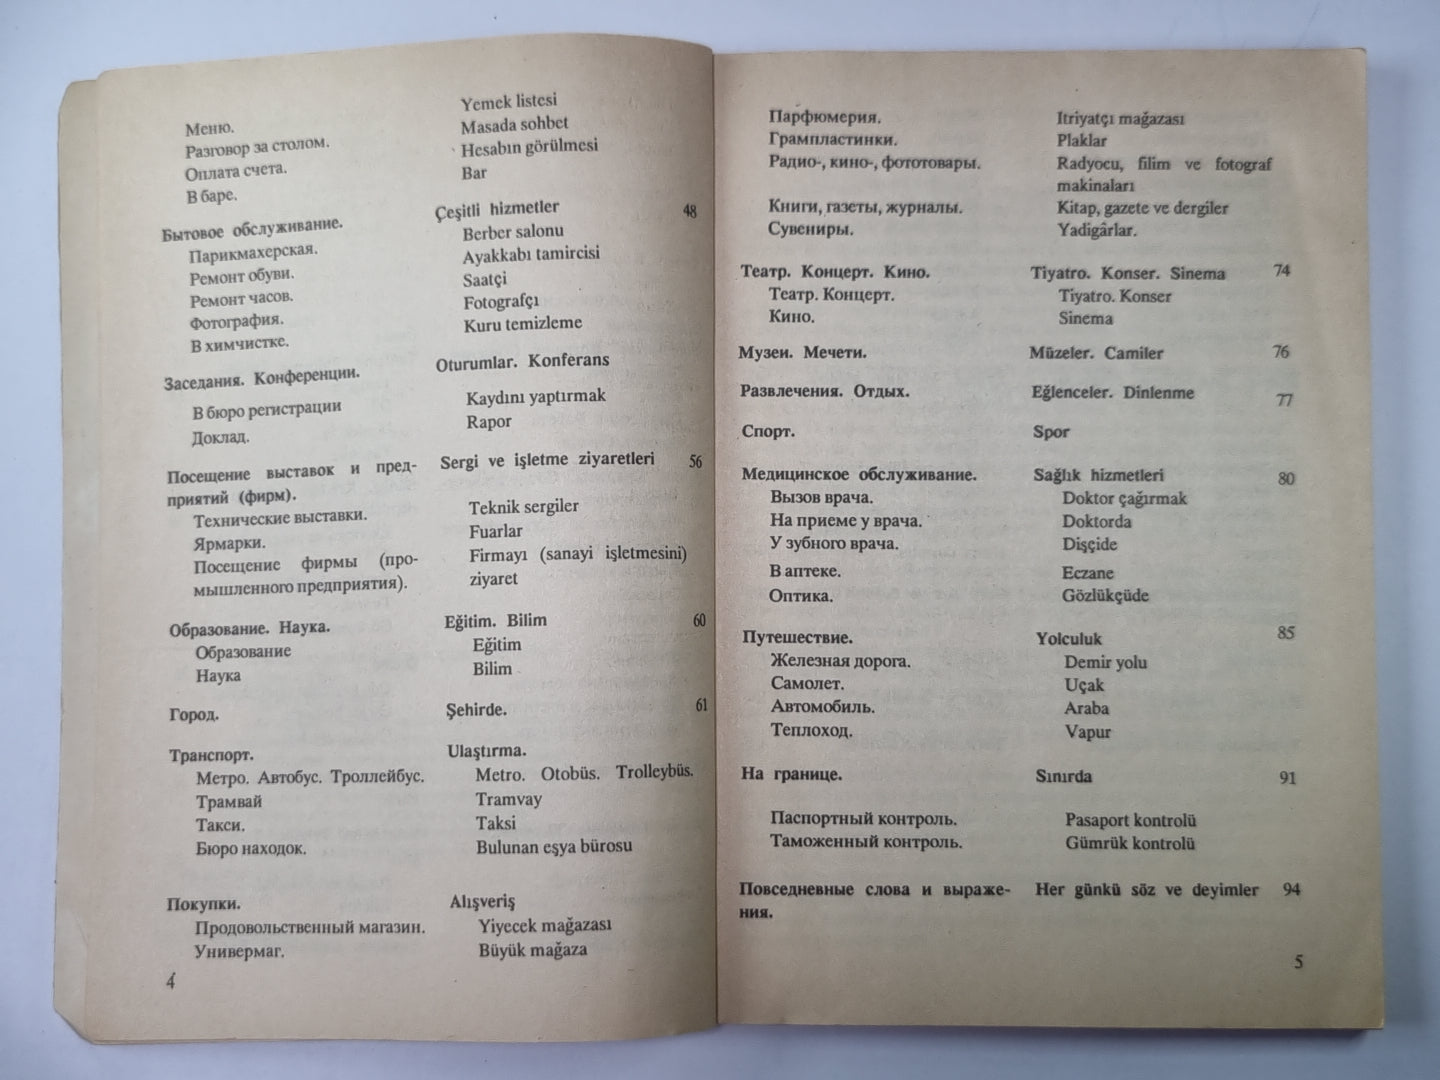 Yemek listesi
Меню.
Masada sohbet
Разговор за столом.
Hesabın görülmesi
Оплата счета.
Bar
В баре.
Бытовое обслуживание. Çeşitli hizmetler 48
Парикмахерская. Berber salonu
Ремонт обуви. Ayakkabı tamircisi
Ремонт часов. Saatçi
Фотография. Fotografçı
В химчистке. Kuru temizleme
Заседания. Конференции. Oturumlar. Konferans
В бюро регистрации Kaydını yaptırmak
Доклад. Rapor
Посещение выставок и пред- Sergi ve işletme ziyaretleri 56
приятий (фирм).
Технические выставки. Teknik sergiler
Ярмарки. Fuarlar
Посещение фирмы (про- Firmayı (sanayi işletmesini)
мышленного предприятия). ziyaret
Образование. Наука. Eğitim. Bilim 60
Образование Eğitim
Наука Bilim
Город. Şehirde. 61
Транспорт. Ulaştırma.
Метро. Автобус. Троллейбус. Metro. Otobüs. Trolleybüs.
Трамвай Tramvay
Такси. Taksi
Бюро находок. Bulunan eşya bürosu
Покупки. Alışveriş
Продовольственный магазин. Yiyecek mağazası
Универмаг. Büyük mağaza
4
Парфюмерия. Itriyatçı mağazası
Грампластинки. Plaklar
Радио-, кино-, фототовары. Radyocu, filim ve fotograf
makinaları
Книги, газеты, журналы. Kitap, gazete ve dergiler
Сувениры. Yadigârlar.
Театр. Концерт. Кино. Tiyatro. Konser. Sinema 74
Театр. Концерт. Tiyatro. Konser
Кино. Sinema
Музеи. Мечети. Müzeler. Camiler 76
Развлечения. Отдых. Eğlenceler. Dinlenme 77
Спорт. Spor
Медицинское обслуживание. Sağlık hizmetleri 80
Вызов врача. Doktor çağırmak
На приеме у врача. Doktorda
У зубного врача. Dişçide
В аптеке. Eczane
Оптика. Gözlükçüde
Путешествие. Yolculuk 85
Железная дорога. Demir yolu
Самолет. Uçak
Автомобиль. Araba
Теплоход. Vapur
На границе. Sınırda 91
Паспортный контроль. Pasaport kontrolü
Таможенный контроль. Gümrük kontrolü
Повседневные слова и выраже- Her günkü söz ve deyimler 94
ния.
5